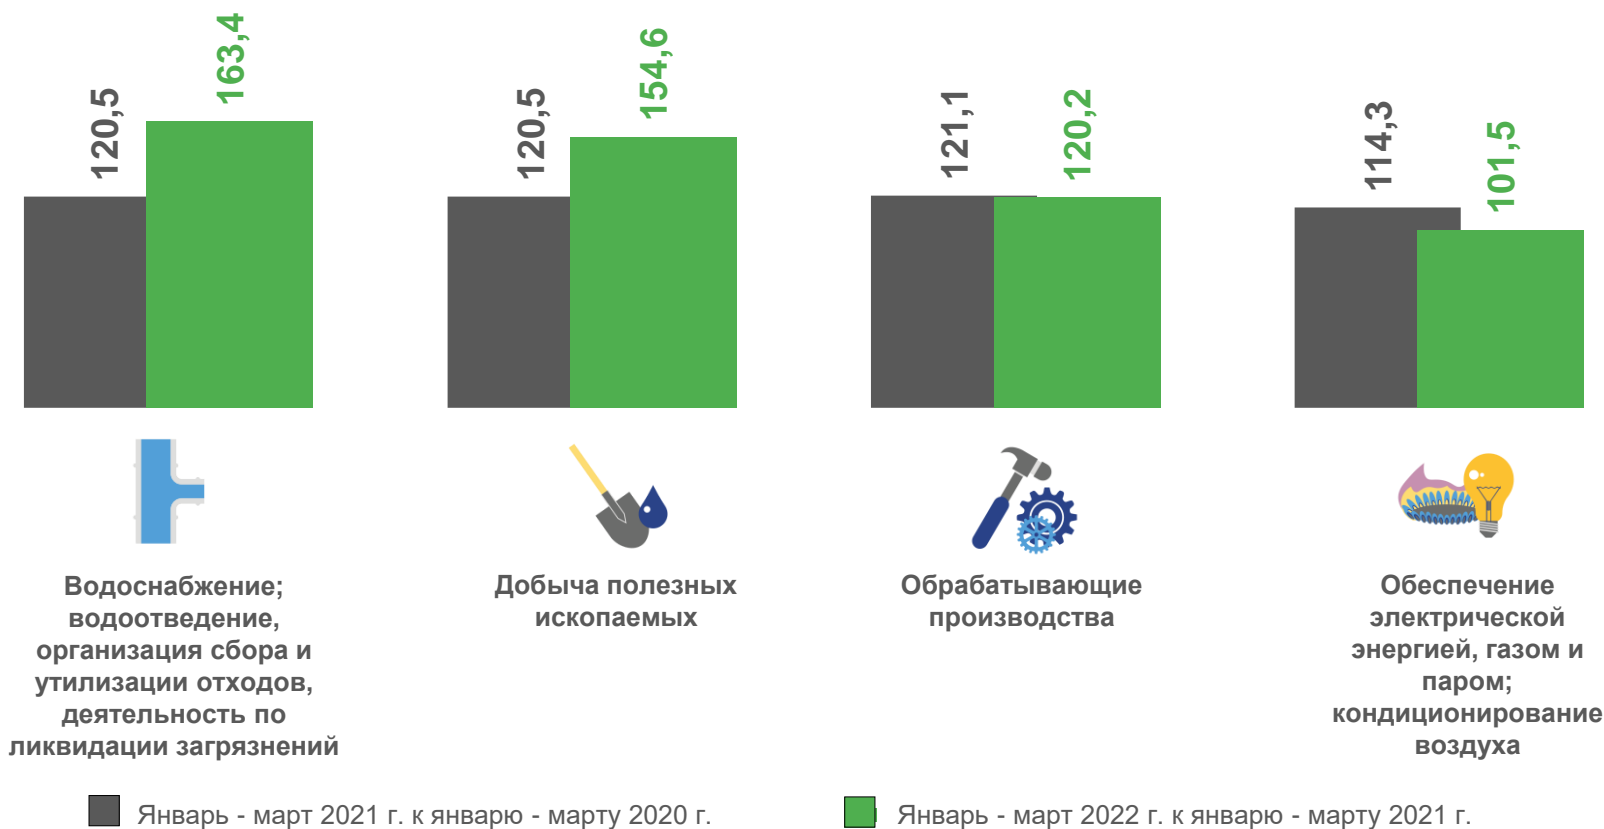 120,5
163,4
120,5
154,6
121,1
120,2
114,3
101,5
Водоснабжение;
водоотведение,
организация сбора и
утилизации отходов,
деятельность по
ликвидации загрязнений
Добыча полезных
ископаемых
Обрабатывающие
производства
Обеспечение
электрической
энергией, газом и
паром;
кондиционирование
воздуха
Январь - март 2021 г. к январю - марту 2020 г.
Январь - март 2022 г. к январю - марту 2021 г.